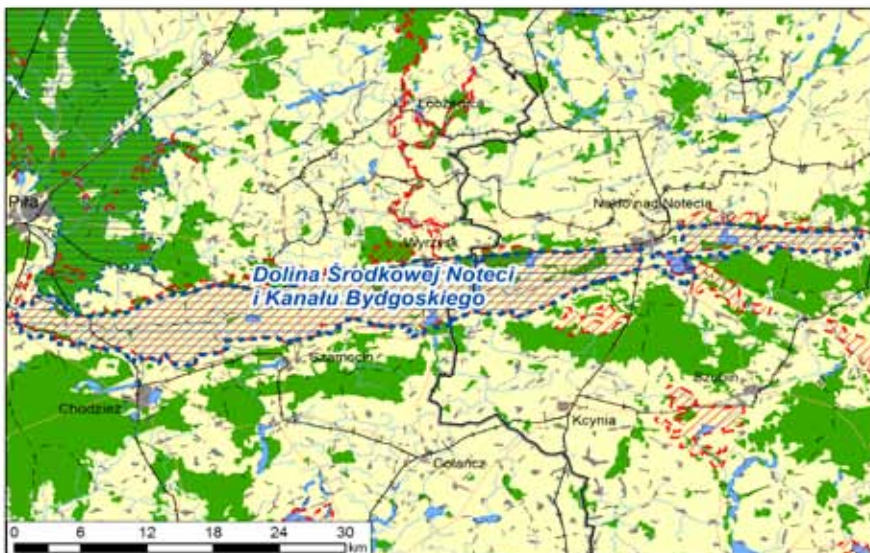 Łobżenica
Piła
Nakło nad Notecią
Wyrzysk
Dolina Środkowej Noteci
i Kanału Bydgoskiego
Szamocin
Szubin
Chodzież
Kcynia
Gołańcz
0 6 12 18 24 30
km